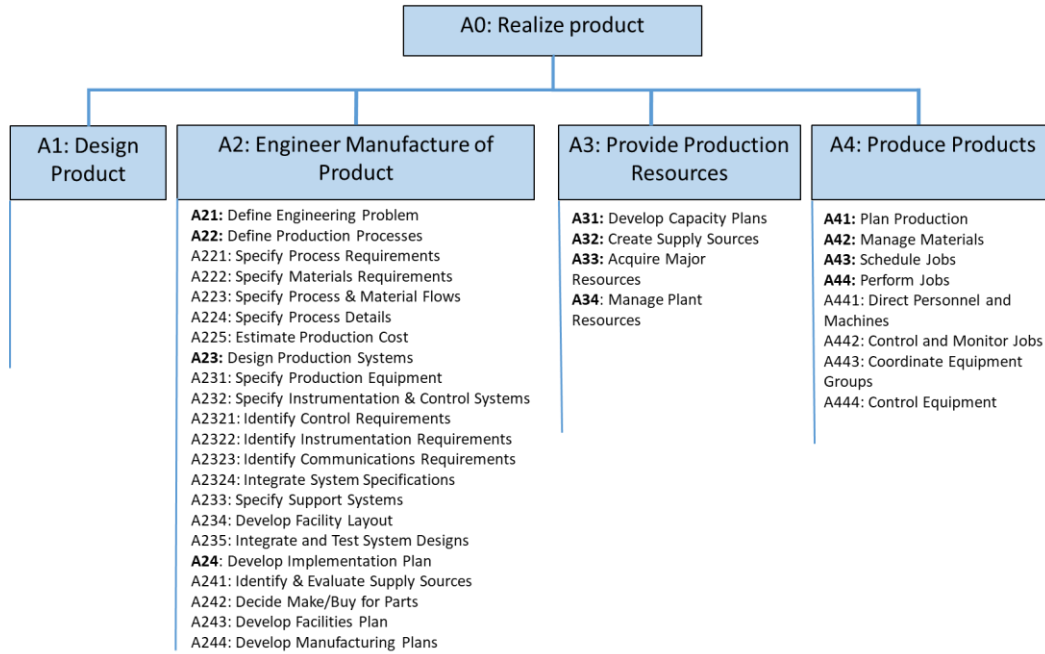 A0: Realize product
A1: Design
Product
A2: Engineer Manufacture of
Product
A3: Provide Production
Resources
A4: Produce Products
A21: Define Engineering Problem
A22: Define Production Processes
A221: Specify Process Requirements
A222: Specify Materials Requirements
A223: Specify Process & Material Flows
A224: Specify Process Details
A225: Estimate Production Cost
A23: Design Production Systems
A231: Specify Production Equipment
A232: Specify Instrumentation & Control Systems
A2321: Identify Control Requirements
A2322: Identify Instrumentation Requirements
A2323: Identify Communications Requirements
A2324: Integrate System Specifications
A233: Specify Support Systems
A234: Develop Facility Layout
A235: Integrate and Test System Designs
A24: Develop Implementation Plan
A241: Identify & Evaluate Supply Sources
A242: Decide Make/Buy for Parts
A243: Develop Facilities Plan
A244: Develop Manufacturing Plans
A31: Develop Capacity Plans
A32: Create Supply Sources
A33: Acquire Major
Resources
A34: Manage Plant
Resources
A41: Plan Production
A42: Manage Materials
A43: Schedule Jobs
A44: Perform Jobs
A441: Direct Personnel and
Machines
A442: Control and Monitor Jobs
A443: Coordinate Equipment
Groups
A444: Control Equipment